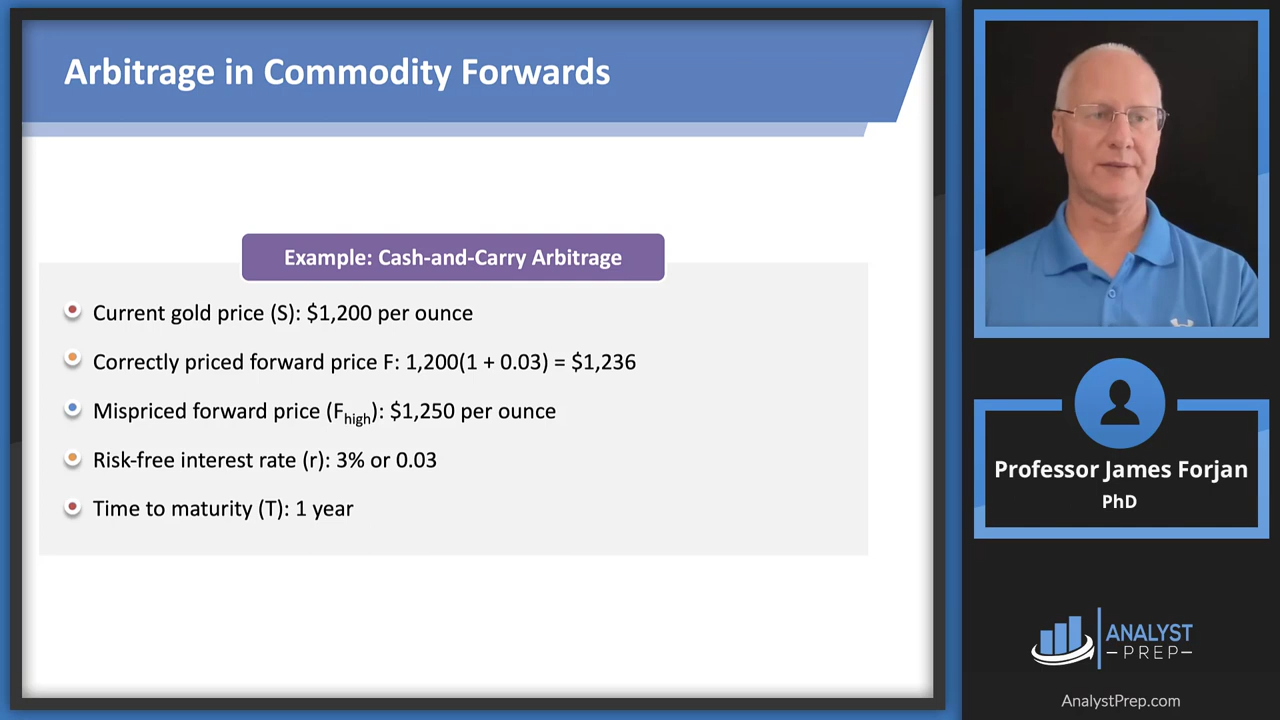 Arbitrage in Commodity Forwards
Example: Cash-and-Carry Arbitrage
Current gold price (S): $1,200 per ounce
Correctly priced forward price F: 1,200(1 + 0.03) = $1,236
Mispriced forward price (Fhigh): $1,250 per ounce
Risk-free interest rate (r): 3% or 0.03
Time to maturity (T): 1 year
Professor James Forjan
PhD
ANALYST
–PREP–
AnalystPrep.com